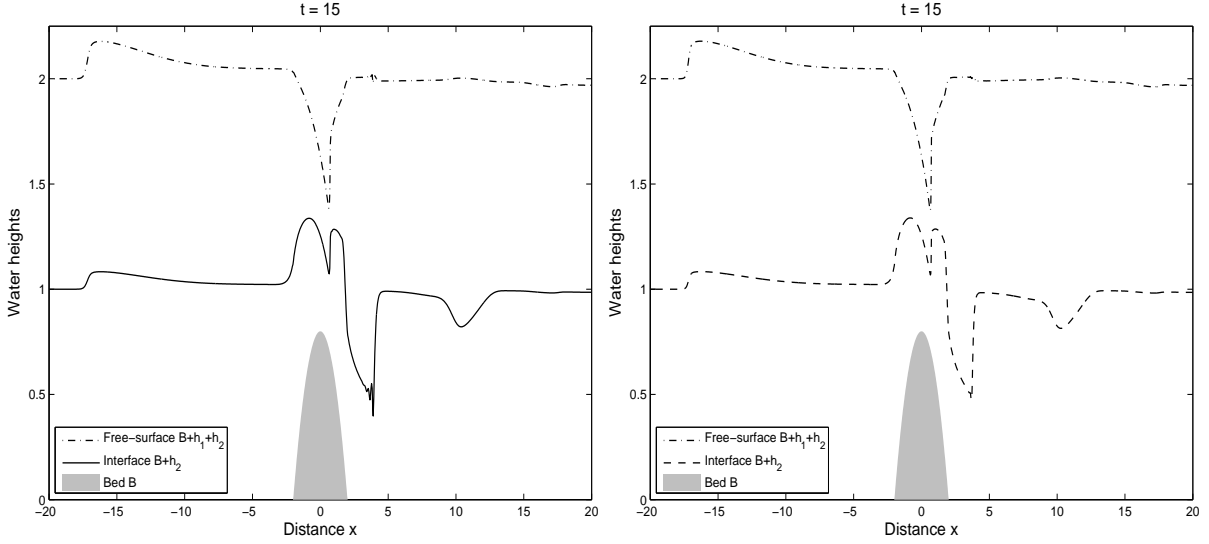 t = 15
Water heights
2
1.5
1
0.5
0
−20 −15 −10 −5 0 5 10 15 20
Distance x
Free−surface B+h1+h2
Interface B+h2
Bed B
t = 15
Water heights
2
1.5
1
0.5
0
−20 −15 −10 −5 0 5 10 15 20
Distance x
Free−surface B+h1+h2
Interface B+h2
Bed B